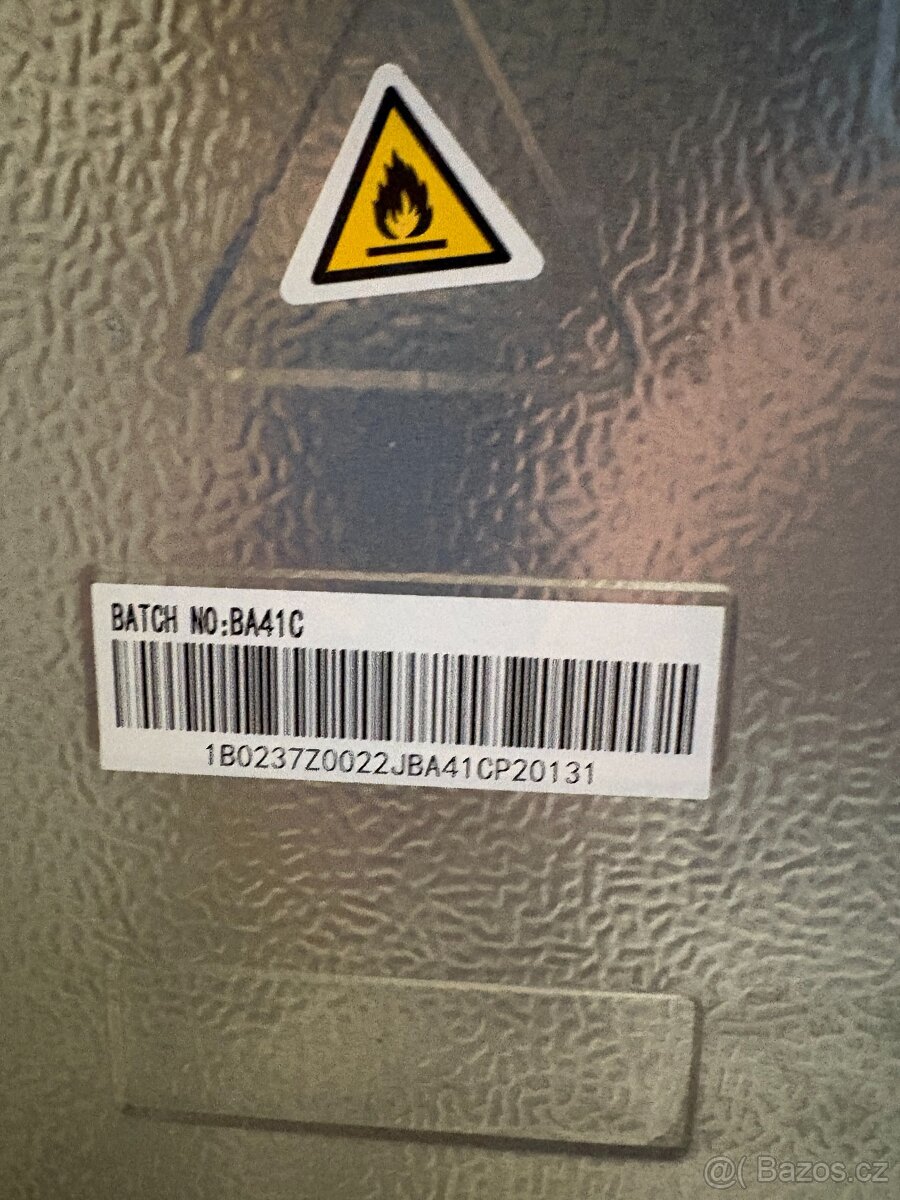 BATCH NO:BA41C
1B0237Z0022JBA41CP20131
@( Bazos.cz